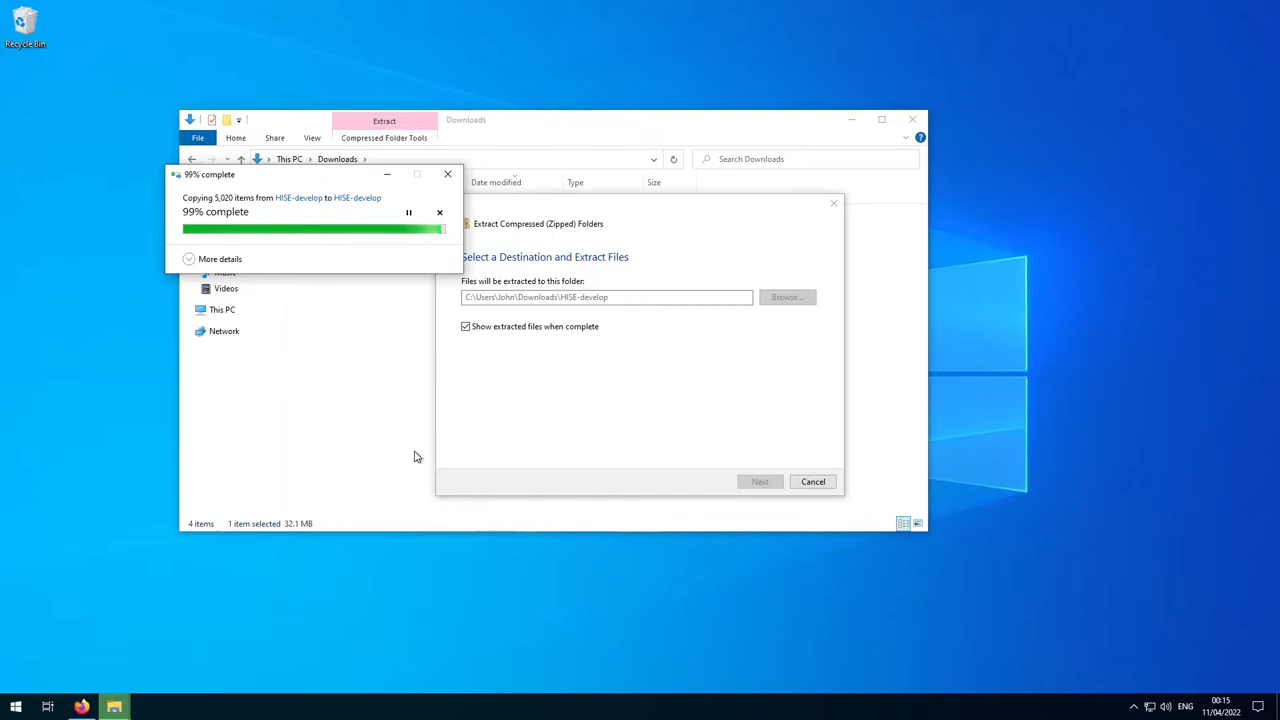 Recycle Bin
Extract
Downloads
File
Home
Share
View
Compressed Folder Tools
This PC
Downloads
Search Downloads
99% complete
Date modified
Type
Size
Copying 5,020 items from HISE-develop to HISE-develop
99% complete
More details
Extract Compressed (Zipped) Folders
Select a Destination and Extract Files
Files will be extracted to this folder:
C:\Users\John\Downloads\HISE-develop
Browse...
Show extracted files when complete
Music
Videos
This PC
Network
Next
Cancel
4 items
1 item selected 32.1 MB
ENG
00:15
11/04/2022